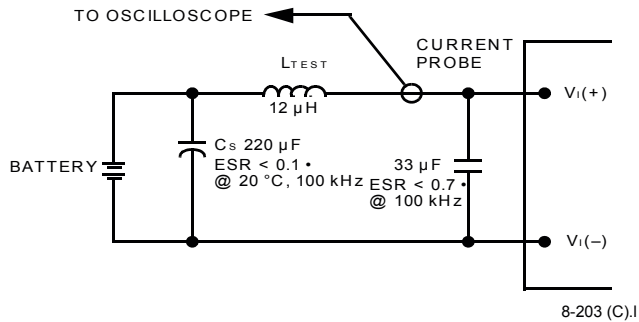 TO OSCILLOSCOPE
CURRENT
PROBE
LTEST
12 µH
VI(+)
CS 220 µF
ESR < 0.1 •
@ 20 °C, 100 kHz
BATTERY
33 µF
ESR < 0.7 •
@ 100 kHz
VI(–)
8-203 (C).l